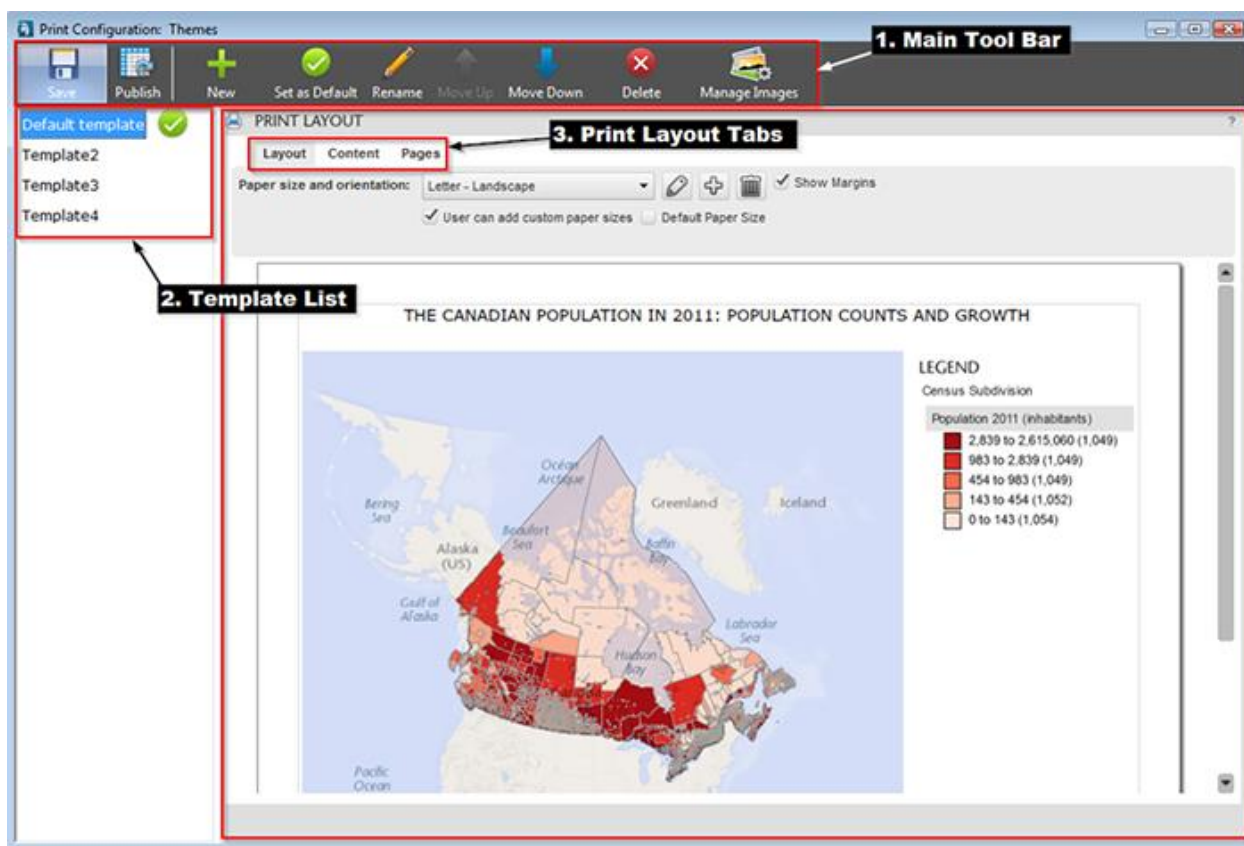 Print Configuration: Themes
1. Main Tool Bar
Save
Publish
New
Set as Default
Rename
Move Up
Move Down
Delete
Manage Images
Default template
Template2
Template3
Template4
2. Template List
PRINT LAYOUT
?
3. Print Layout Tabs
Layout
Content
Pages
Paper size and orientation:
Letter - Landscape
Show Margins
User can add custom paper sizes
Default Paper Size
THE CANADIAN POPULATION IN 2011: POPULATION COUNTS AND GROWTH
LEGEND
Census Subdivision
Population 2011 (inhabitants)
2,839 to 2,615,060 (1,049)
983 to 2,839 (1,049)
454 to 983 (1,049)
143 to 454 (1,052)
0 to 143 (1,054)
Océan
Arctique
Bering
Sea
Greenland
Iceland
Beaufort
Sea
Baffin
Bay
Alaska
(US)
Gulf of
Alaska
Labrador
Sea
Hudson
Bay
Pacific
Ocean